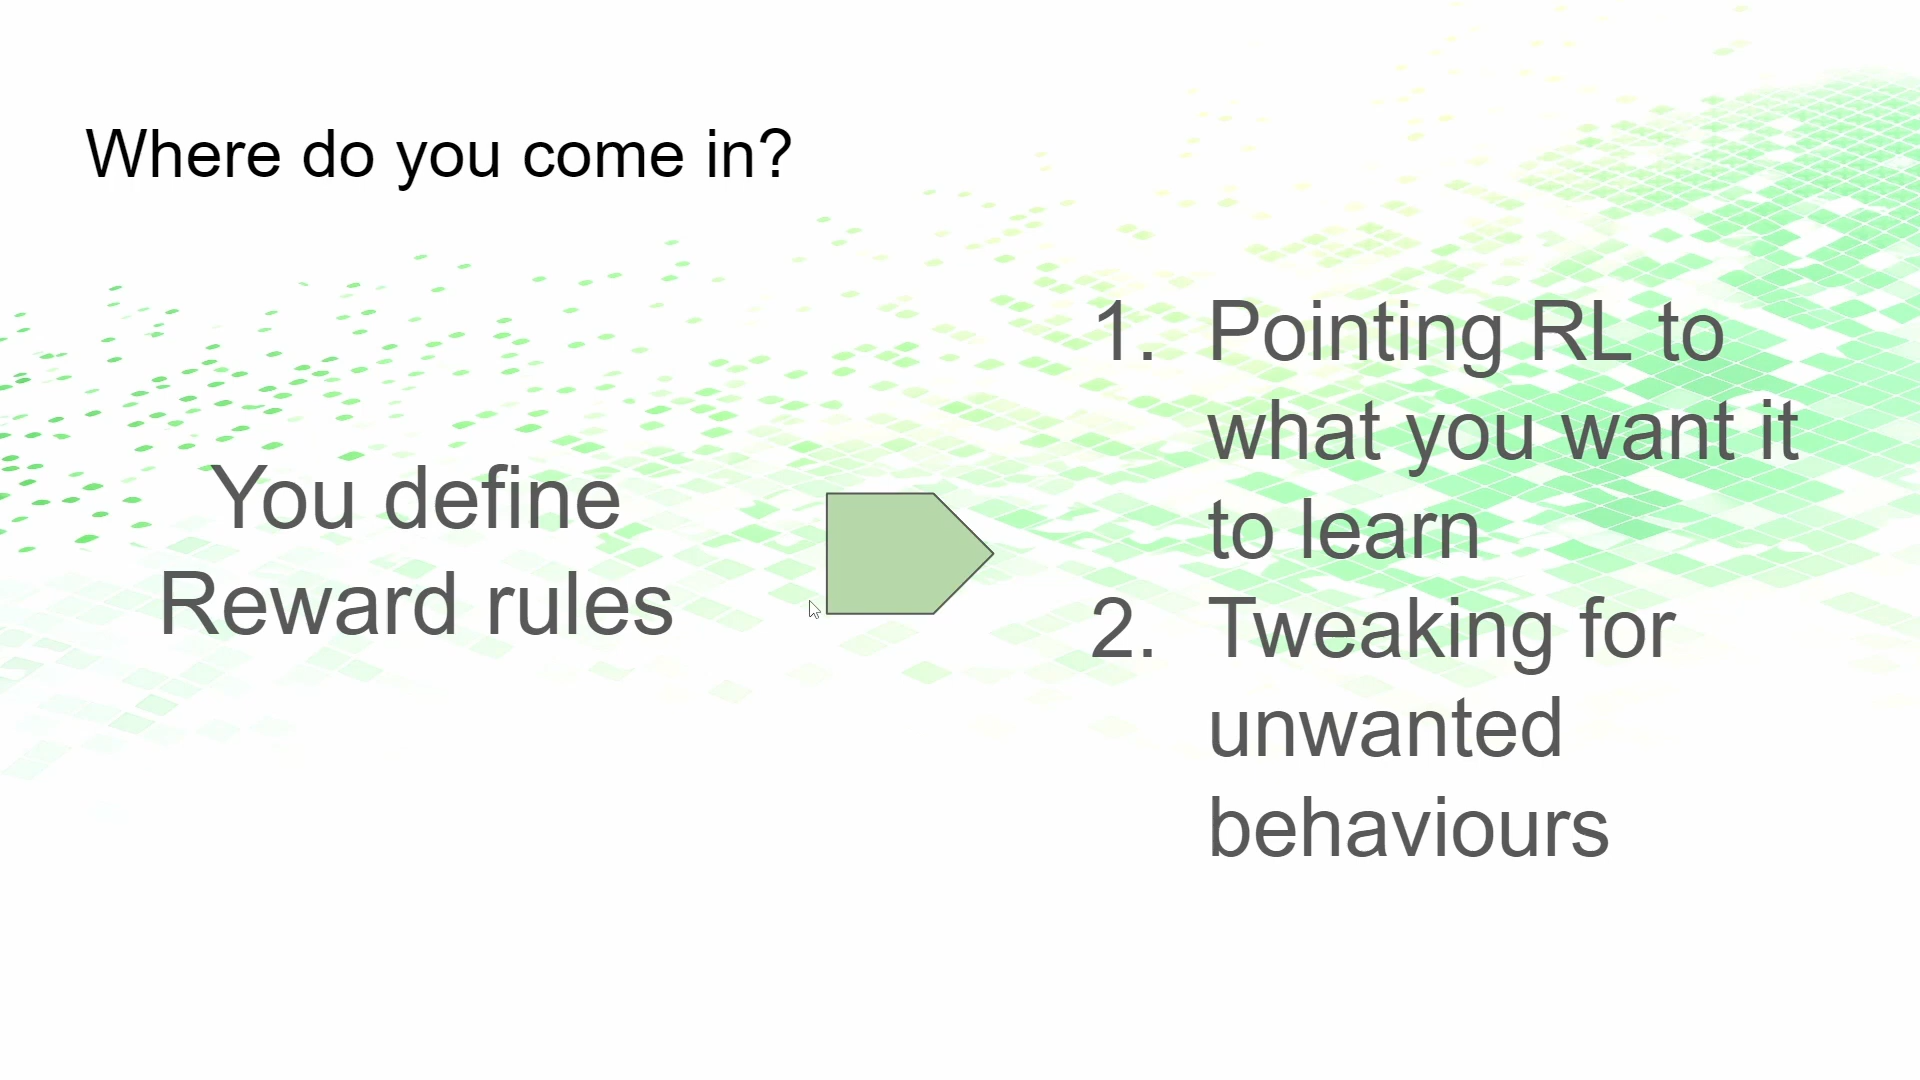 Where do you come in?
You define
Reward rules
1. Pointing RL to
what you want it
to learn
2. Tweaking for
unwanted
behaviours